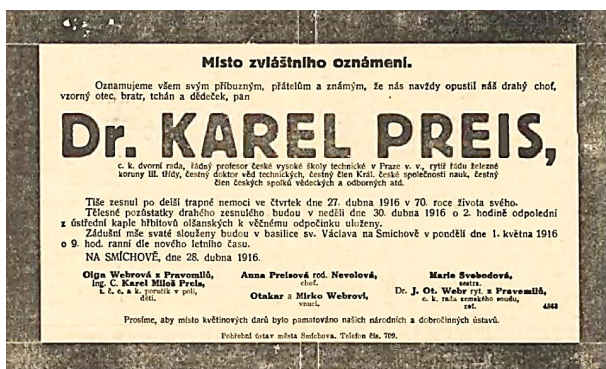 Místo zvláštního oznámení.
Oznamujeme všem svým příbuzným, přátelům a známým, že nás navždy opustil náš drahý choť,
vzorný otec, bratr, tchán a dědeček, pan
Dr. KAREL PREIS,
c. k. dvorní rada, řádný profesor české vysoké školy technické v Praze v. v., rytíř řádu železné
koruny III. třídy, čestný doktor věd technických, čestný člen Král. české společnosti nauk, čestný
člen českých spolků vědeckých a odborných atd.
Tiše zesnul po delší trapné nemoci ve čtvrtek dne 27. dubna 1916 v 70. roce života svého.
Tělesné pozůstatky drahého zesnulého budou v neděli dne 30. dubna 1916 o 2. hodině odpolední
z ústřední kaple hřbitovů olšanských k věčnému odpočinku uloženy.
Zádušní mše svaté slouženy budou v basilice sv. Václava na Smíchově v pondělí dne 1. května 1916
o 9. hod. ranní dle nového letního času.
NA SMÍCHOVĚ, dne 28. dubna 1916.
Olga Webrová z Pravomilů,
Ing. C. Karel Miloš Preis,
t. č. c. a k. poručík v poli,
děti.
Anna Preisová rod. Nevolová,
choť.
Otakar a Mirko Webrovi,
vnuci.
Marie Svobodová,
sestra.
Dr. J. Ot. Webr ryt. z Pravomilů,
c. k. rada zemského soudu,
zeť.
4843
Prosíme, aby místo květinových darů bylo pamatováno našich národních a dobročinných ústavů.
Pohřební ústav města Smíchova. Telefon čís. 709.